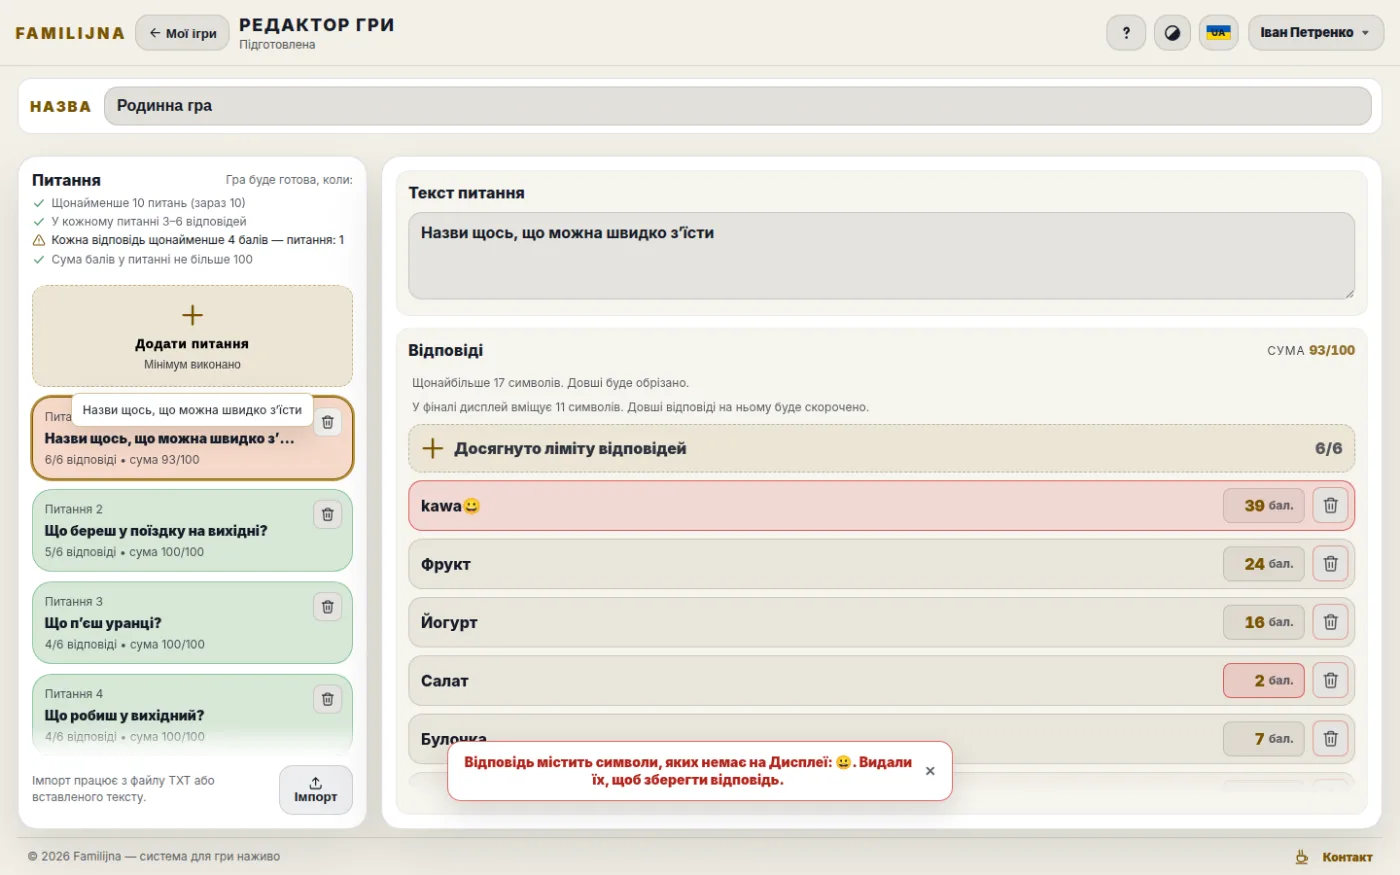 FAMILIJNA
← Мої ігри
РЕДАКТОР ГРИ
Підготовлена
?
UA
Іван Петренко
НАЗВА
Родинна гра
Питання
Гра буде готова, коли:
Щонайменше 10 питань (зараз 10)
У кожному питанні 3–6 відповідей
Кожна відповідь щонайменше 4 балів — питання: 1
Сума балів у питанні не більше 100
Додати питання
Мінімум виконано
Назви щось, що можна швидко з’їсти
Назви щось, що можна швидко з’…
6/6 відповіді • сума 93/100
Питання 2
Що береш у поїздку на вихідні?
5/6 відповіді • сума 100/100
Питання 3
Що п’єш уранці?
4/6 відповіді • сума 100/100
Питання 4
Що робиш у вихідний?
4/6 відповіді • сума 100/100
Імпорт працює з файлу TXT або
вставленого тексту.
Імпорт
Текст питання
Назви щось, що можна швидко з’їсти
Відповіді
СУМА 93/100
Щонайбільше 17 символів. Довші буде обрізано.
У фіналі дисплей вміщує 11 символів. Довші відповіді на ньому буде скорочено.
Досягнуто ліміту відповідей 6/6
kawa😀 39 бал.
Фрукт 24 бал.
Йогурт 16 бал.
Салат 2 бал.
Булочка 7 бал.
Відповідь містить символи, яких немає на Дисплеї: 😀. Видали
їх, щоб зберегти відповідь.
© 2026 Familijna — система для гри наживо
Контакт